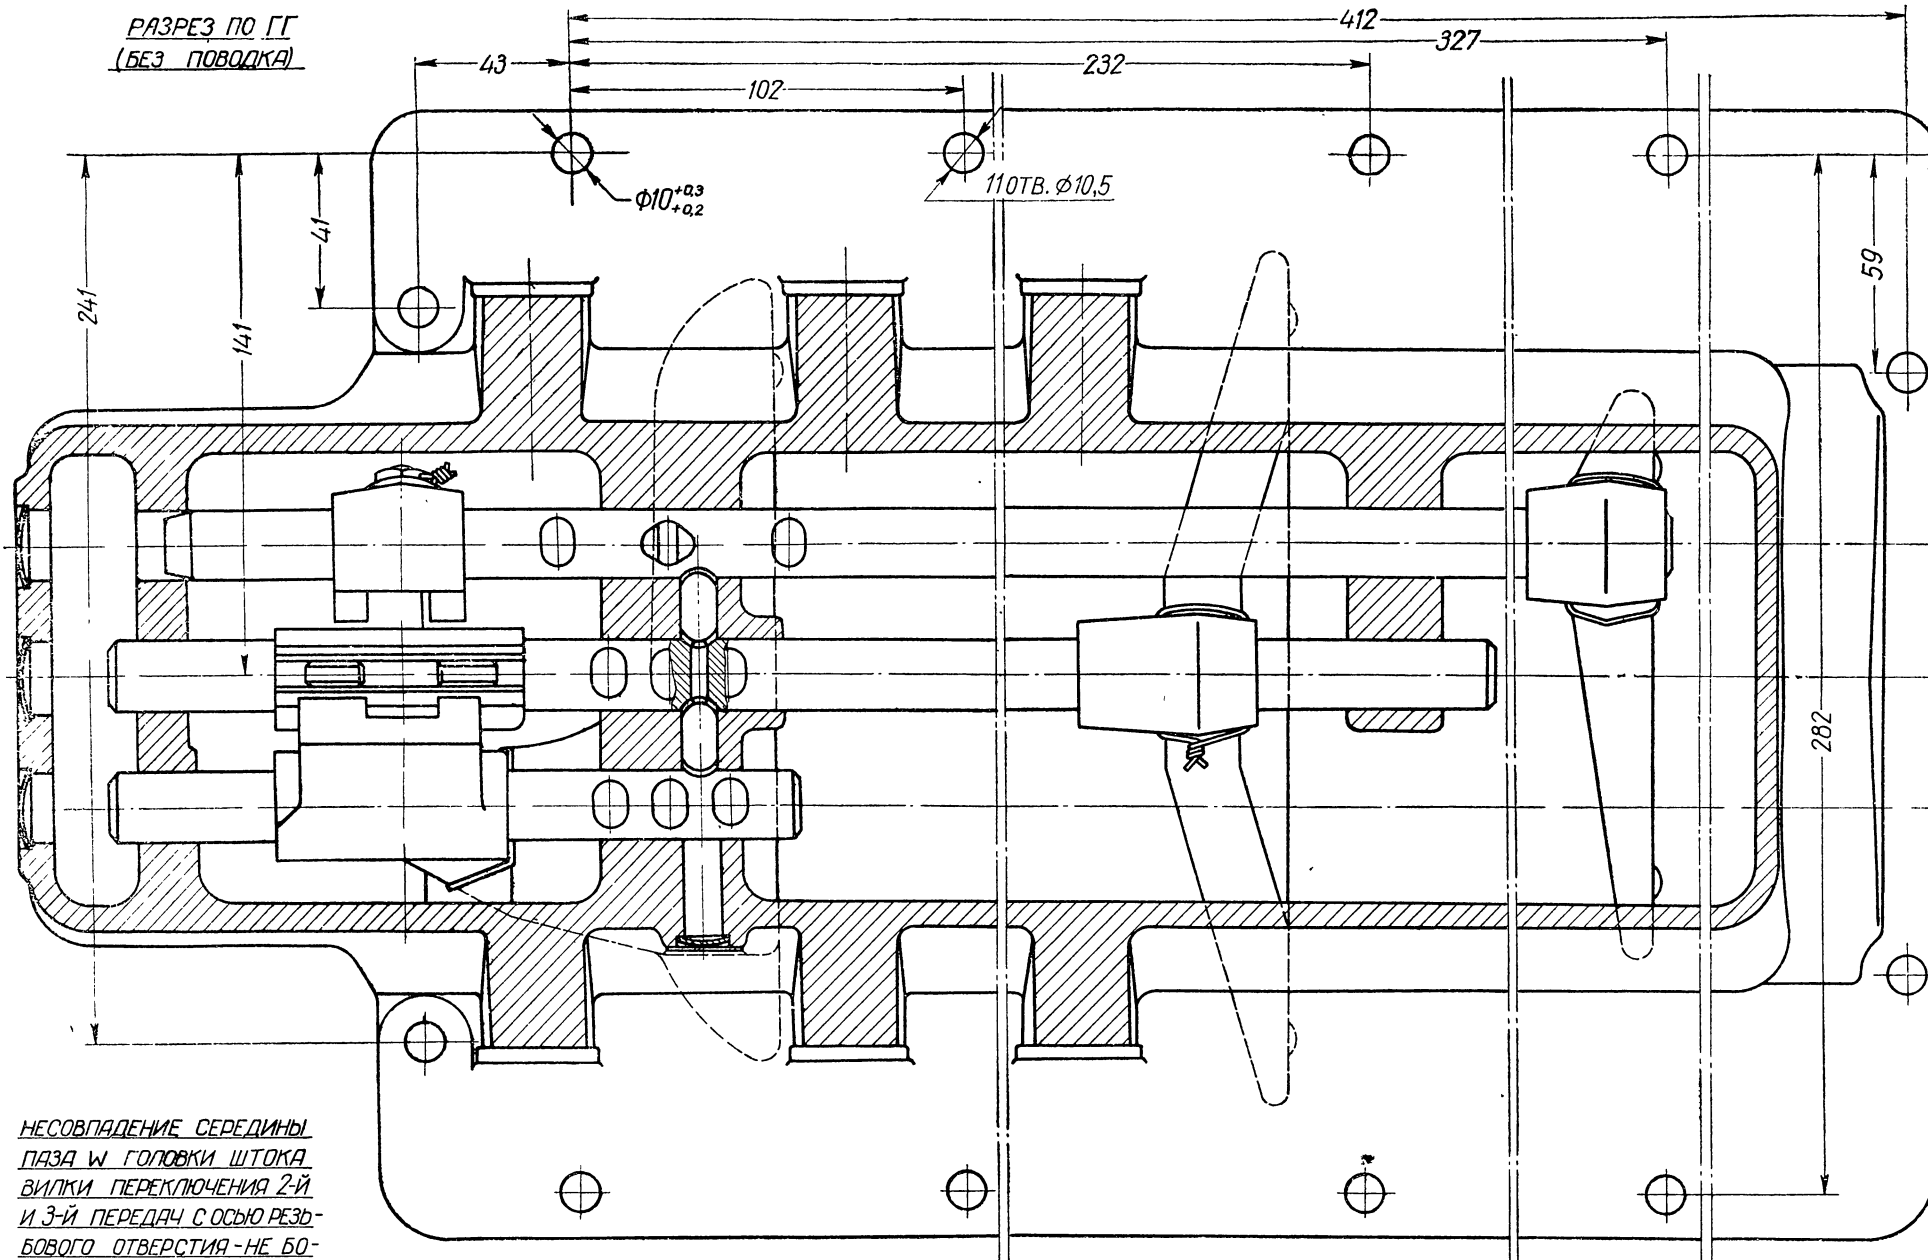 РАЗРЕЗ ПО ГГ
(БЕЗ ПОВОДКА)
412
327
43
232
102
Ф10 +0,3 +0,2
11 ОТВ. Ф10,5
41
59
241
141
282
НЕСОВПАДЕНИЕ СЕРЕДИНЫ
ПАЗА W ГОЛОВКИ ШТОКА
ВИЛКИ ПЕРЕКЛЮЧЕНИЯ 2-Й
И 3-Й ПЕРЕДАЧ С ОСЬЮ РЕЗЬ-
БОВОГО ОТВЕРСТИЯ - НЕ БО-